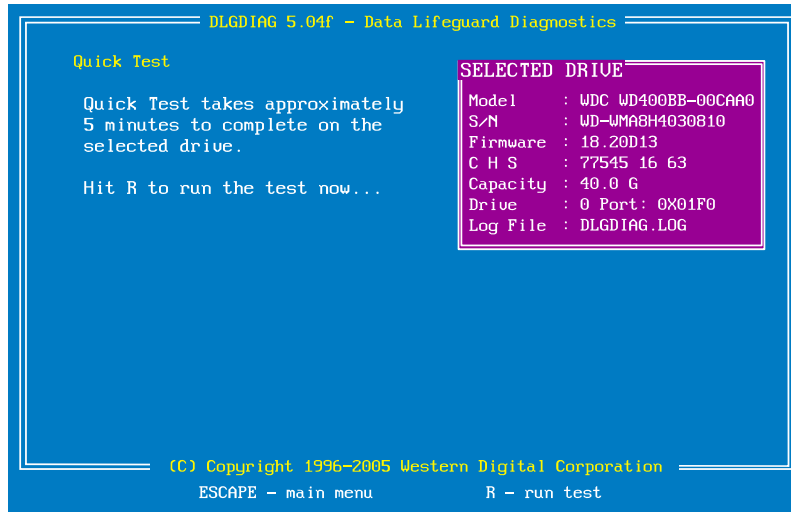 DLGDIAG 5.04f - Data Lifeguard Diagnostics
Quick Test
Quick Test takes approximately
5 minutes to complete on the
selected drive.
Hit R to run the test now...
SELECTED DRIVE
Model : WDC WD400BB-00CAA0
S/N : WD-WMA8H4030810
Firmware : 18.20D13
C H S : 77545 16 63
Capacity : 40.0 G
Drive : 0 Port: 0X01F0
Log File : DLGDIAG.LOG
(C) Copyright 1996-2005 Western Digital Corporation
ESCAPE - main menu R - run test